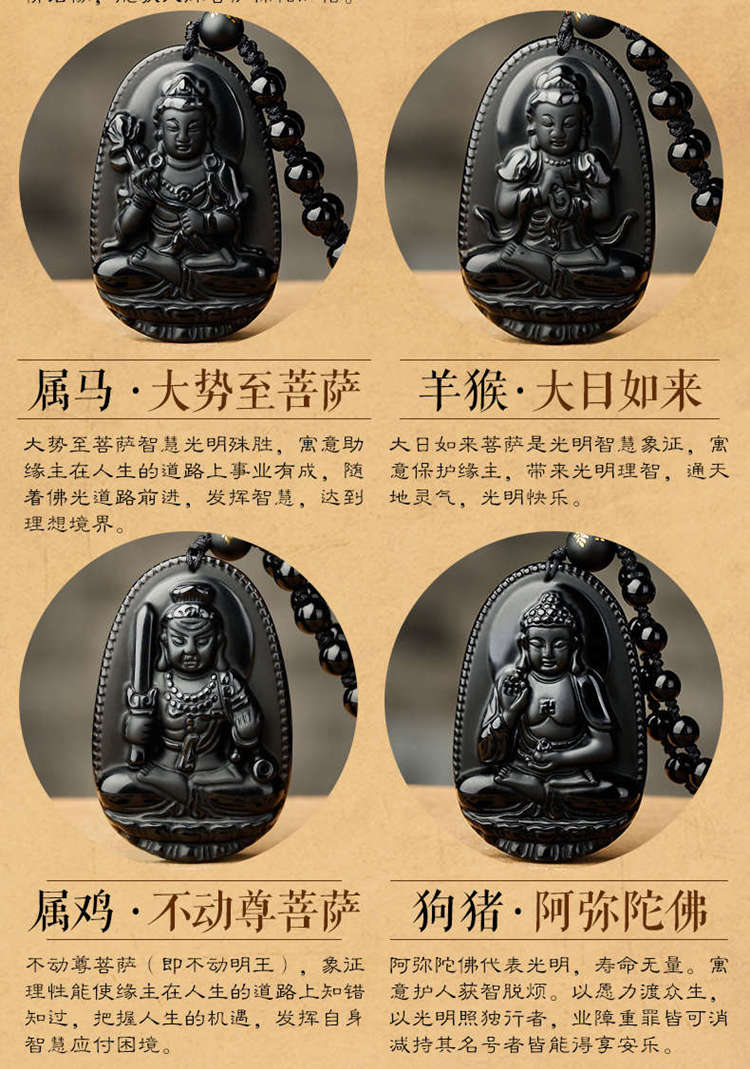 属马·大势至菩萨
大势至菩萨智慧光明殊胜，寓意助
缘主在人生的道路上事业有成，随
着佛光道路前进，发挥智慧，达到
理想境界。
羊猴·大日如来
大日如来菩萨是光明智慧象征，寓
意保护缘主，带来光明理智，通天
地灵气，光明快乐。
属鸡·不动尊菩萨
不动尊菩萨（即不动明王），象证
理性能使缘主在人生的道路上知错
知过，把握人生的机遇，发挥自身
智慧应付困境。
狗猪·阿弥陀佛
阿弥陀佛代表光明，寿命无量。寓
意护人获智脱烦。以愿力渡众生，
以光明照独行者，业障重罪皆可消
减持其名号者皆能得享安乐。